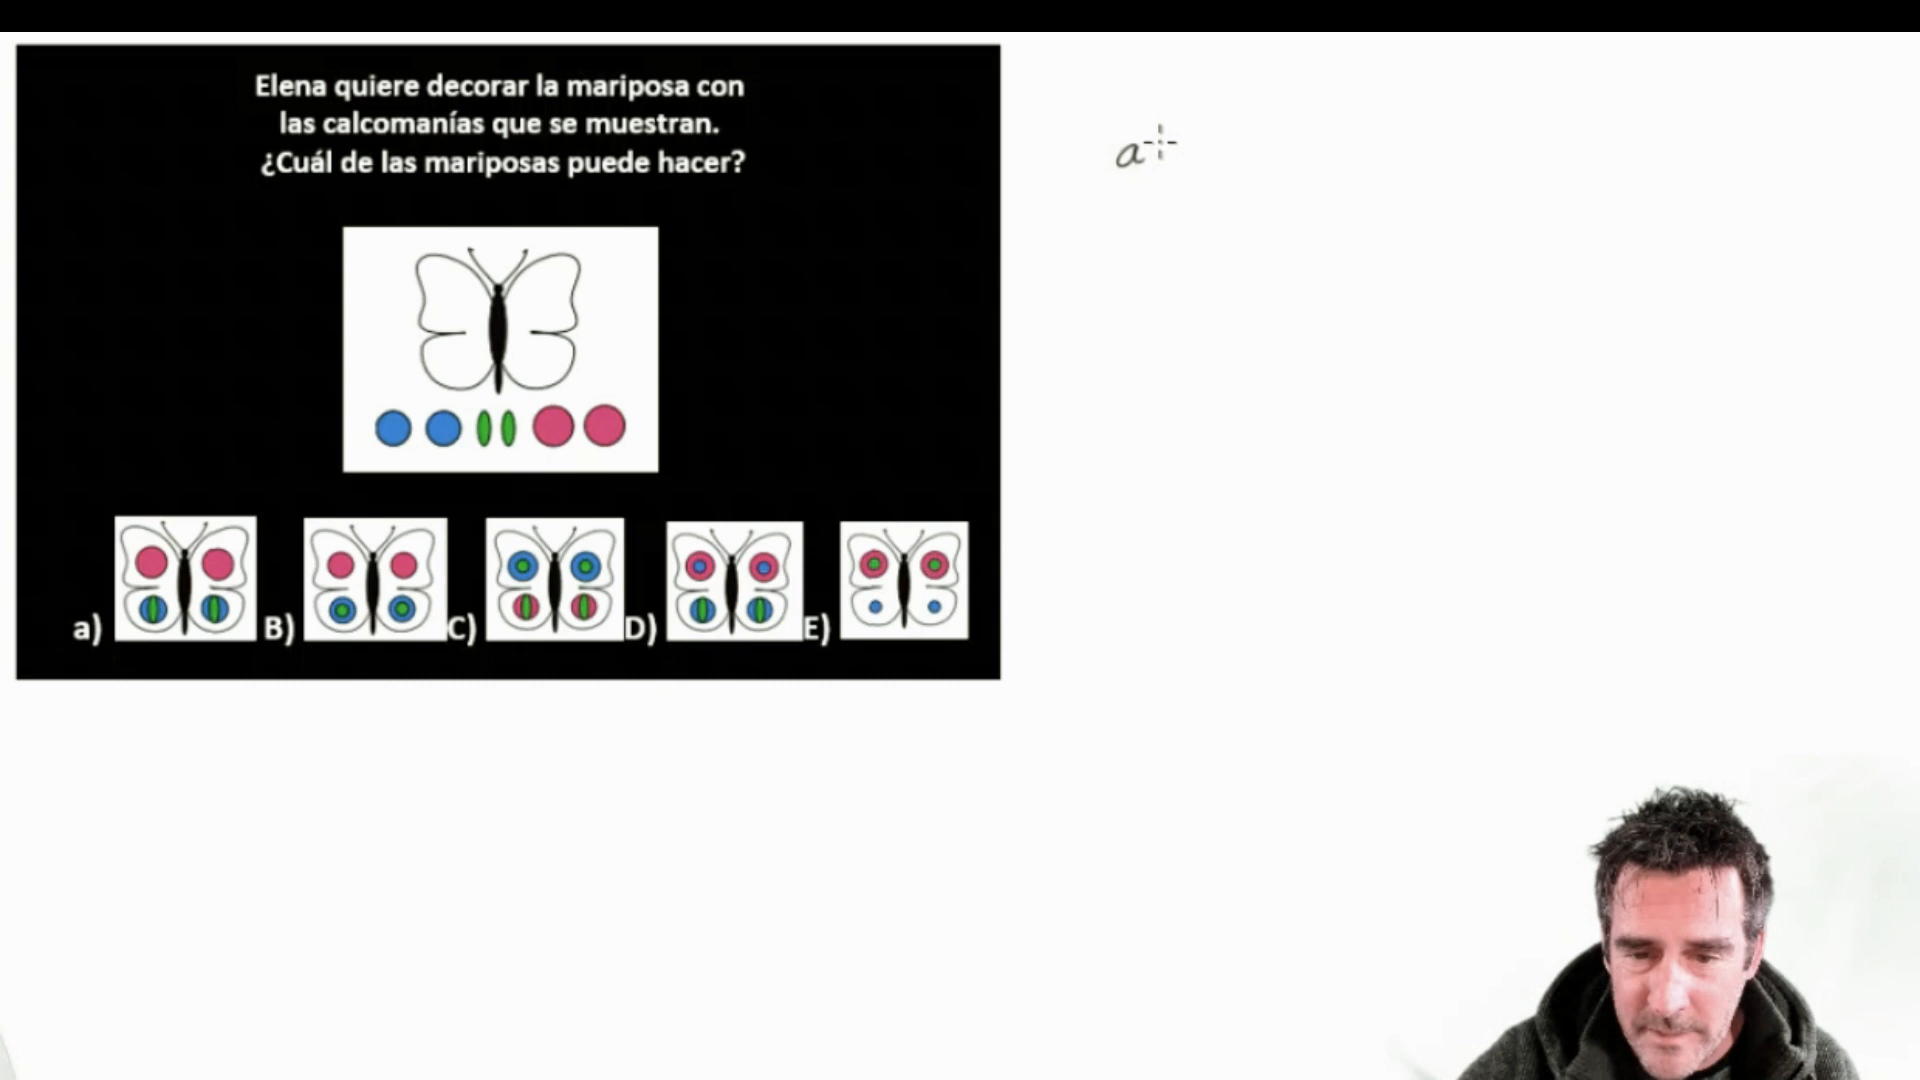 Elena quiere decorar la mariposa con
las calcomanías que se muestran.
¿Cuál de las mariposas puede hacer?
a) B) C) D) E)
a